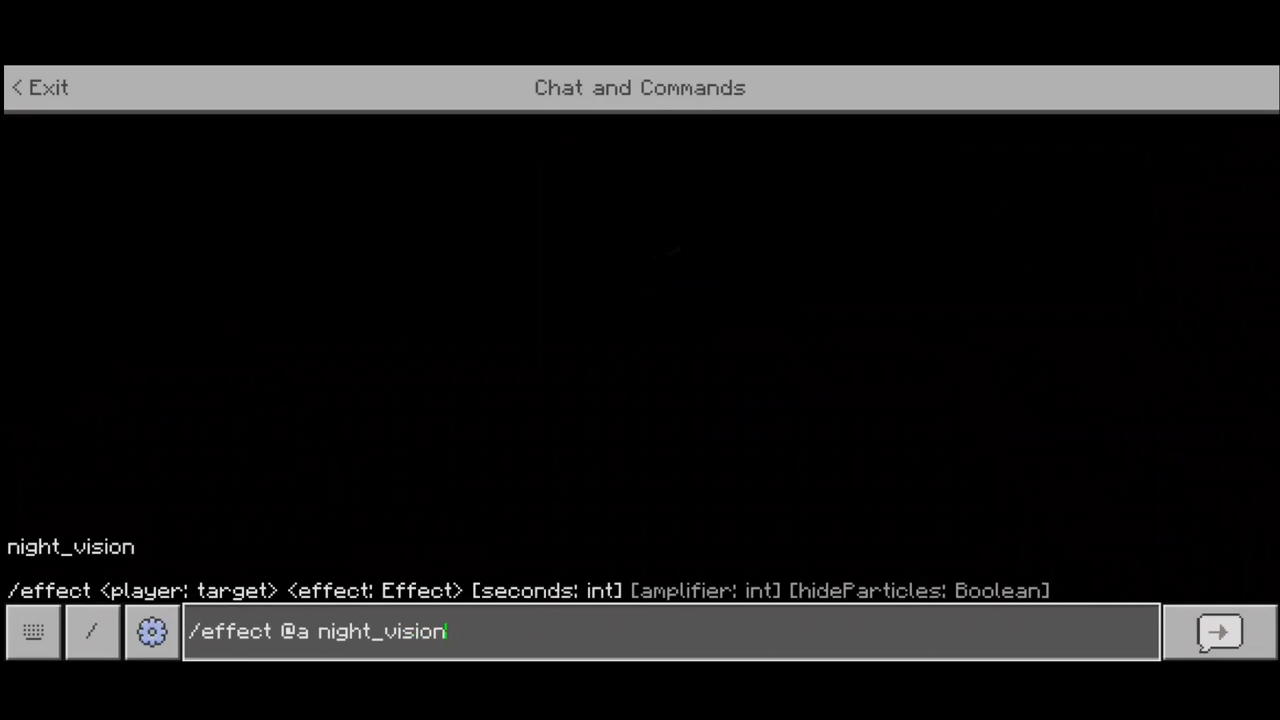 < Exit
Chat and Commands
night_vision
/effect <player: target> <effect: Effect> [seconds: int] [amplifier: int] [hideParticles: Boolean]
/
/effect @a night_vision